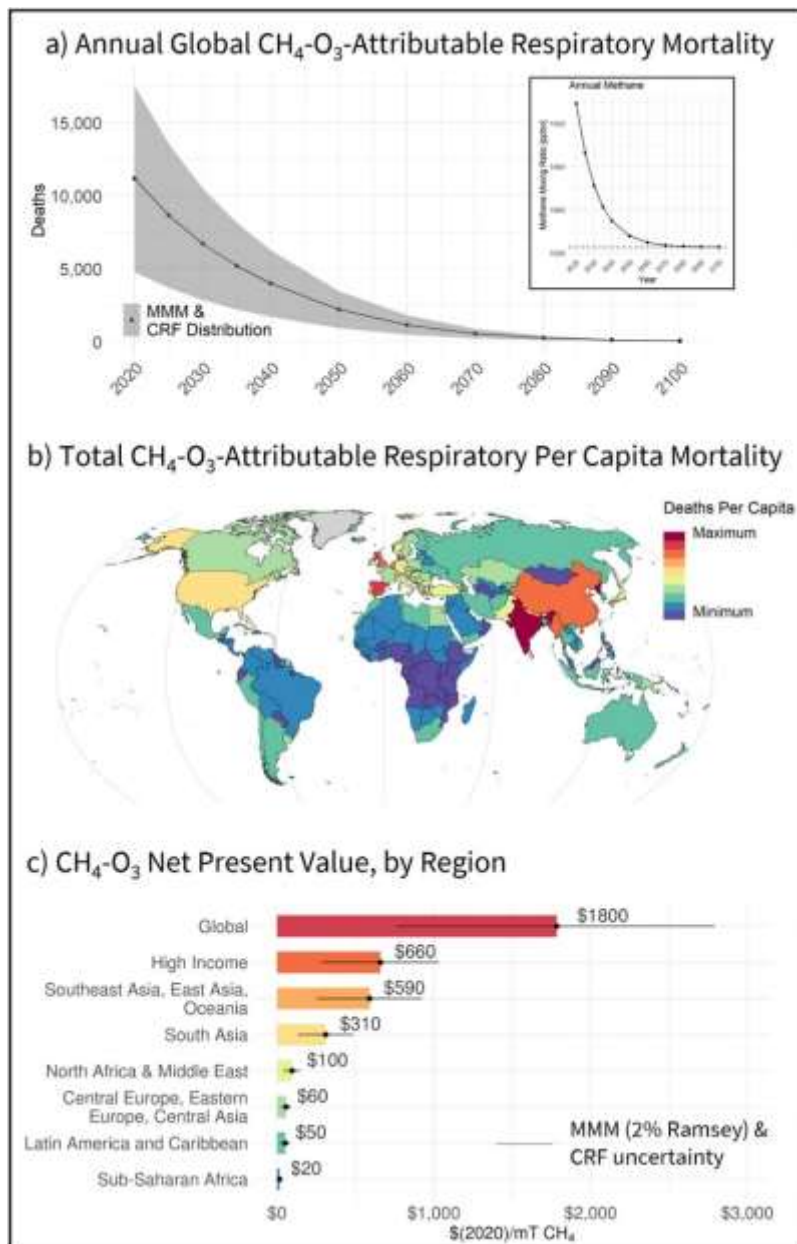 a) Annual Global CH₄-O₃-Attributable Respiratory Mortality
15,000
10,000
5,000
0
Deaths
MMM &
CRF Distribution
2020
2030
2040
2050
2060
2070
2080
2090
2100
Annual Methane
Methane Mixing Ratio (ppbv)
Year
b) Total CH₄-O₃-Attributable Respiratory Per Capita Mortality
Deaths Per Capita
Maximum
Minimum
c) CH₄-O₃ Net Present Value, by Region
Global
$1800
High Income
$660
Southeast Asia, East Asia,
Oceania
$590
South Asia
$310
North Africa & Middle East
$100
Central Europe, Eastern
Europe, Central Asia
$60
Latin America and Caribbean
$50
Sub-Saharan Africa
$20
MMM (2% Ramsey) &
CRF uncertainty
$0
$1,000
$2,000
$3,000
$(2020)/mT CH₄